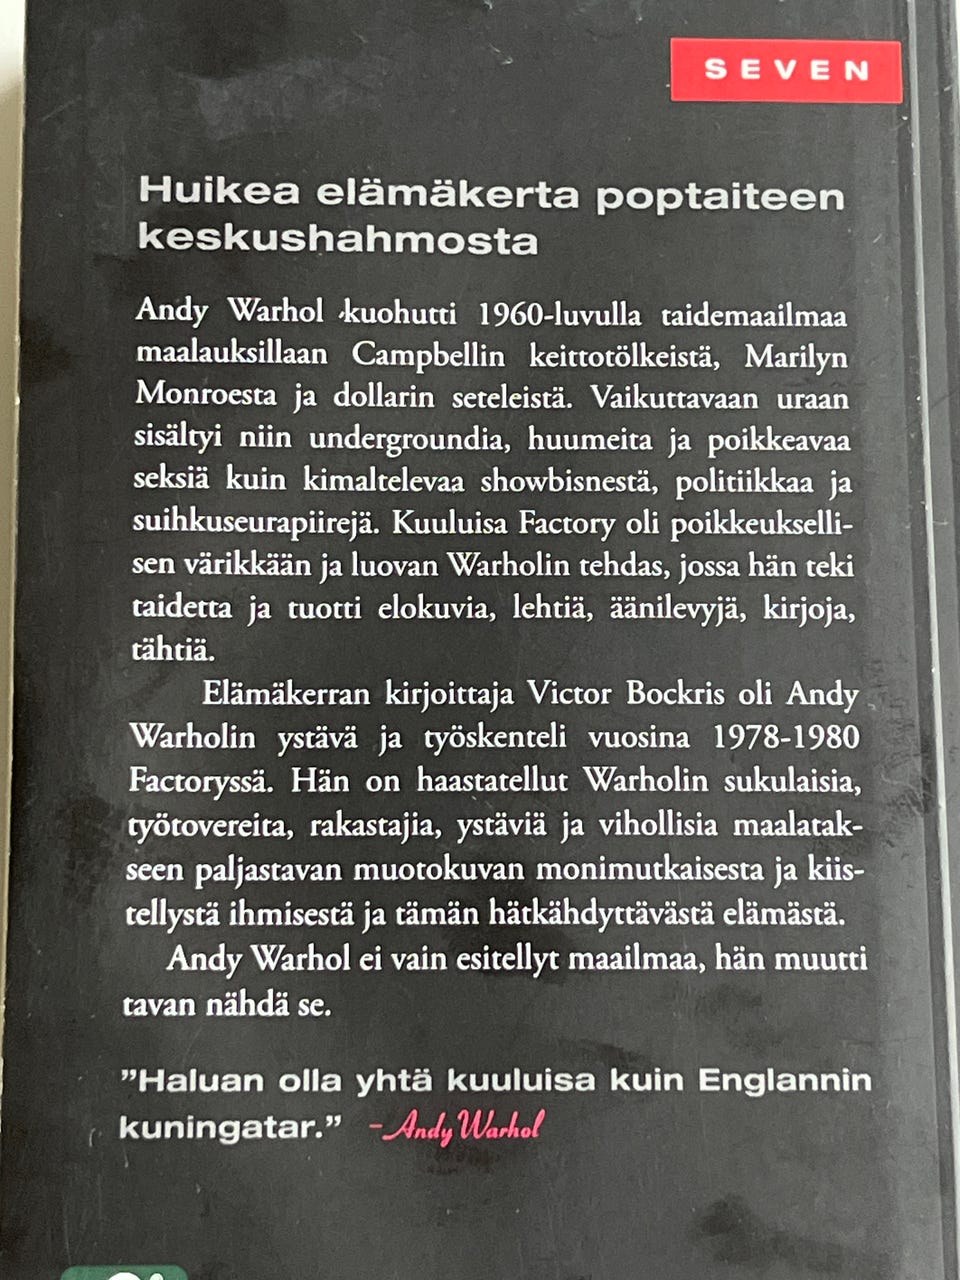 SEVEN
Huikea elämäkerta poptaiteen
keskushahmosta
Andy Warhol kuohutti 1960-luvulla taidemaailmaa
maalauksillaan Campbellin keittotölkeistä, Marilyn
Monroesta ja dollarin seteleistä. Vaikuttavaan uraan
sisältyi niin undergroundia, huumeita ja poikkeavaa
seksiä kuin kimaltelevaa showbisnestä, politiikkaa ja
suihkuseurapiirejä. Kuuluisa Factory oli poikkeukselli-
sen värikkään ja luovan Warholin tehdas, jossa hän teki
taidetta ja tuotti elokuvia, lehtiä, äänilevyjä, kirjoja,
tähtiä.
Elämäkerran kirjoittaja Victor Bockris oli Andy
Warholin ystävä ja työskenteli vuosina 1978-1980
Factoryssä. Hän on haastatellut Warholin sukulaisia,
työtovereita, rakastajia, ystäviä ja vihollisia maalatak-
seen paljastavan muotokuvan monimutkaisesta ja kiis-
tellystä ihmisestä ja tämän hätkähdyttävästä elämästä.
Andy Warhol ei vain esitellyt maailmaa, hän muutti
tavan nähdä se.
”Haluan olla yhtä kuuluisa kuin Englannin
kuningatar.” –Andy Warhol